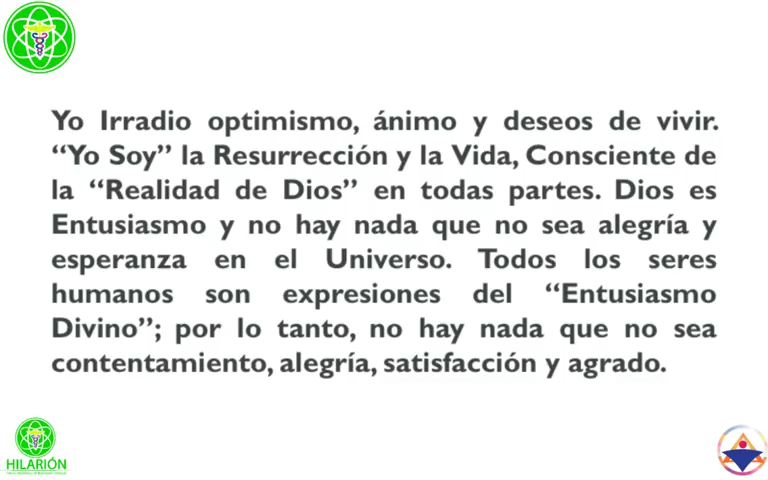 Yo Irradio optimismo, ánimo y deseos de vivir.
“Yo Soy” la Resurrección y la Vida, Consciente de
la “Realidad de Dios” en todas partes. Dios es
Entusiasmo y no hay nada que no sea alegría y
esperanza en el Universo. Todos los seres
humanos son expresiones del “Entusiasmo
Divino”; por lo tanto, no hay nada que no sea
contentamiento, alegría, satisfacción y agrado.
HILARIÓN